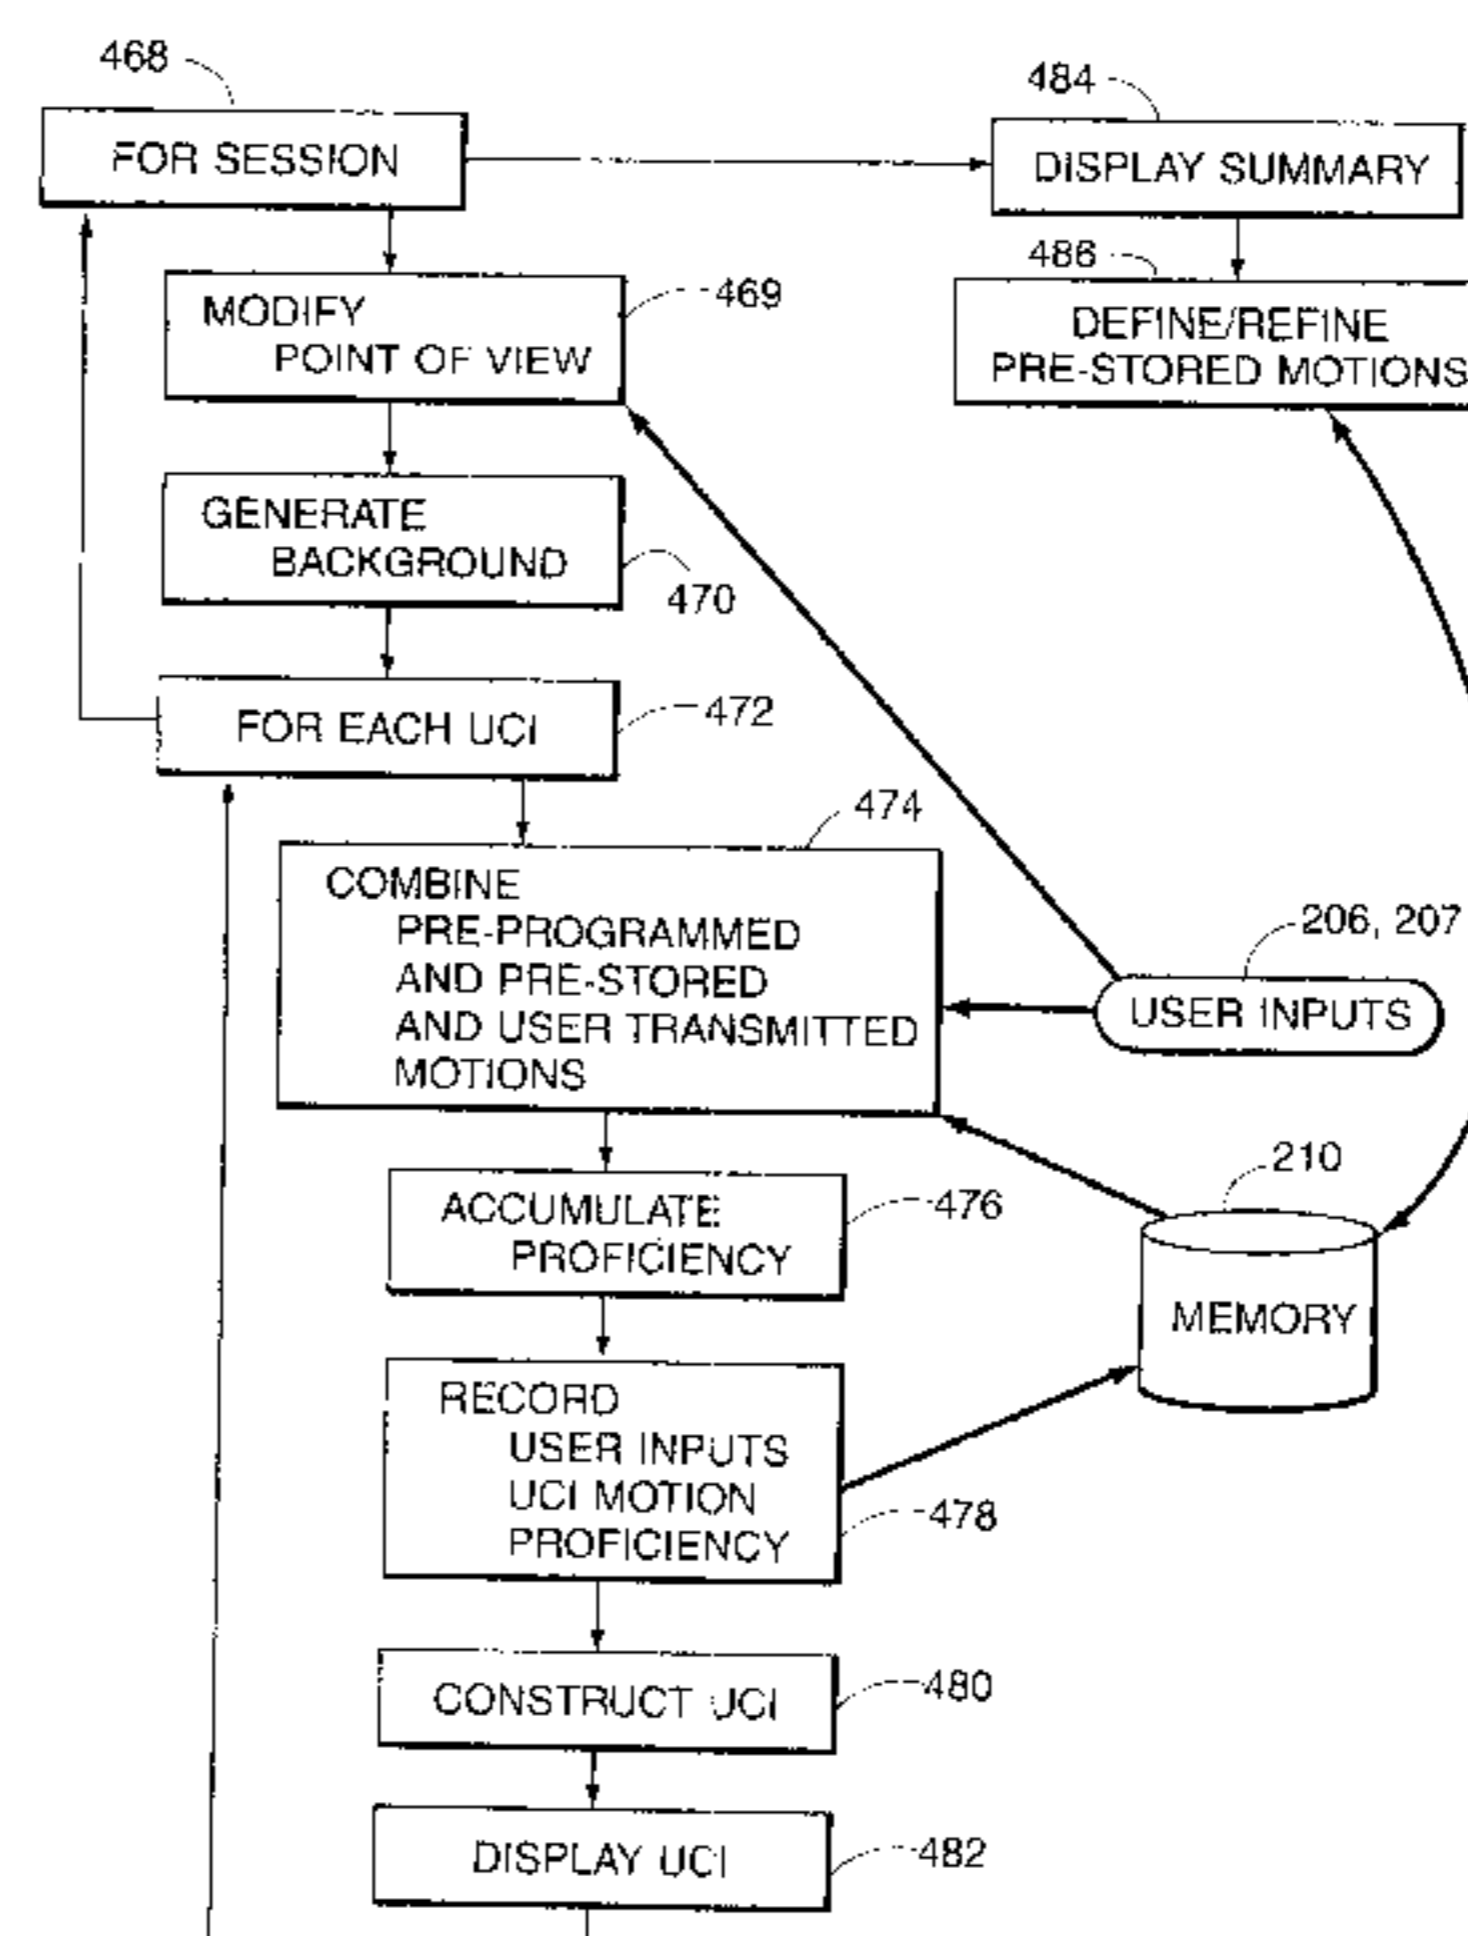 468
FOR SESSION
484
DISPLAY SUMMARY
MODIFY
POINT OF VIEW
469
486
DEFINE/REFINE
PRE-STORED MOTIONS
GENERATE
BACKGROUND
470
FOR EACH UCI
472
474
COMBINE
PRE-PROGRAMMED
AND PRE-STORED
AND USER TRANSMITTED
MOTIONS
206, 207
USER INPUTS
ACCUMULATE
PROFICIENCY
476
210
MEMORY
RECORD
USER INPUTS
UCI MOTION
PROFICIENCY
478
CONSTRUCT UCI
480
DISPLAY UCI
482